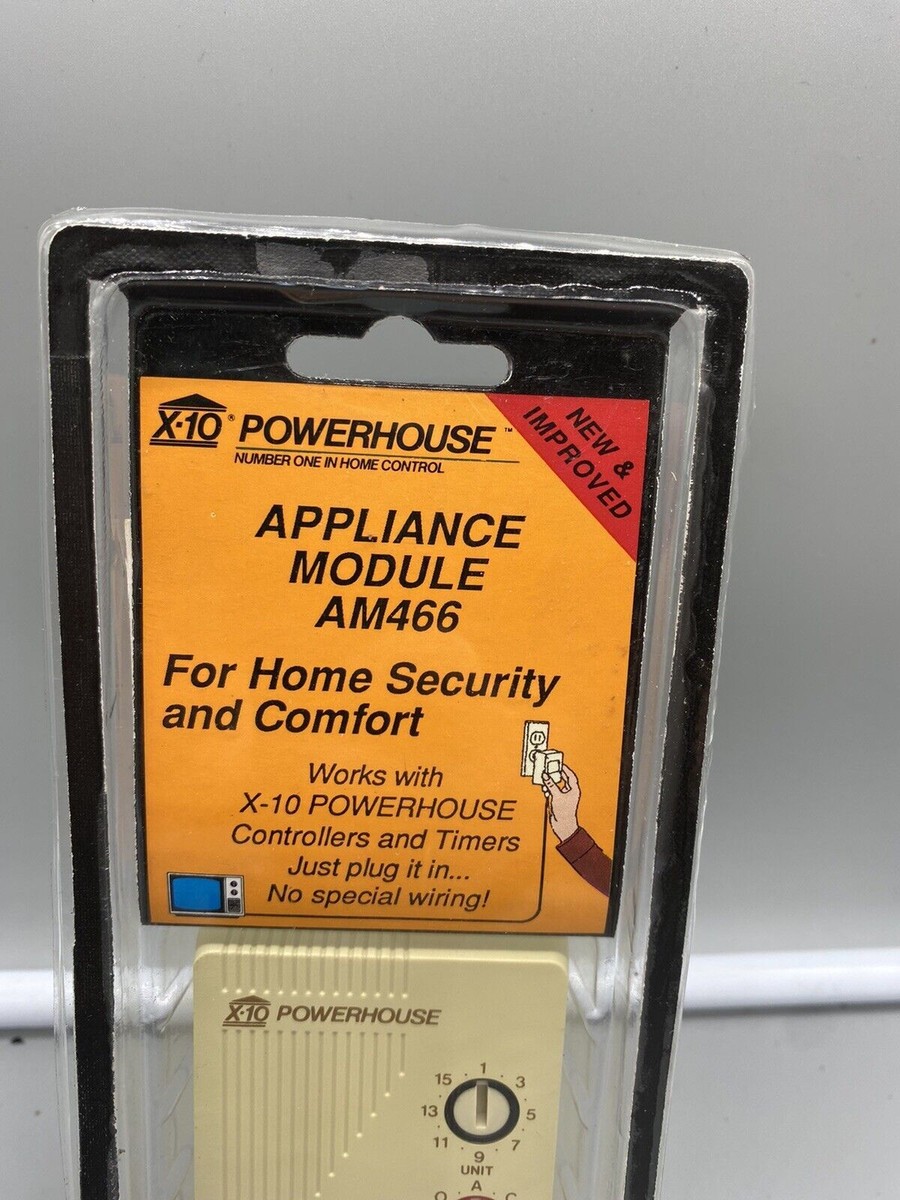 X-10® POWERHOUSE™
NUMBER ONE IN HOME CONTROL
NEW &
IMPROVED
APPLIANCE
MODULE
AM466
For Home Security
and Comfort
Works with
X-10 POWERHOUSE
Controllers and Timers
Just plug it in...
No special wiring!
X-10 POWERHOUSE
1
15 3
13 5
11 7
9
UNIT
A
O C